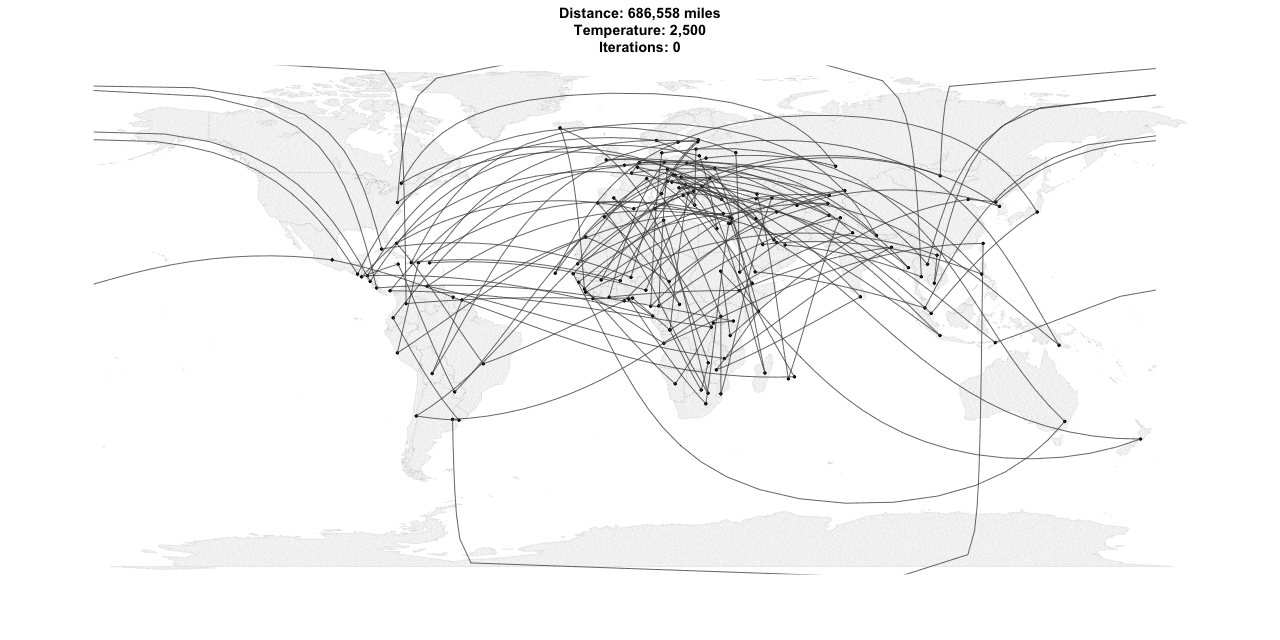 Distance: 686,558 miles
Temperature: 2,500
Iterations: 0